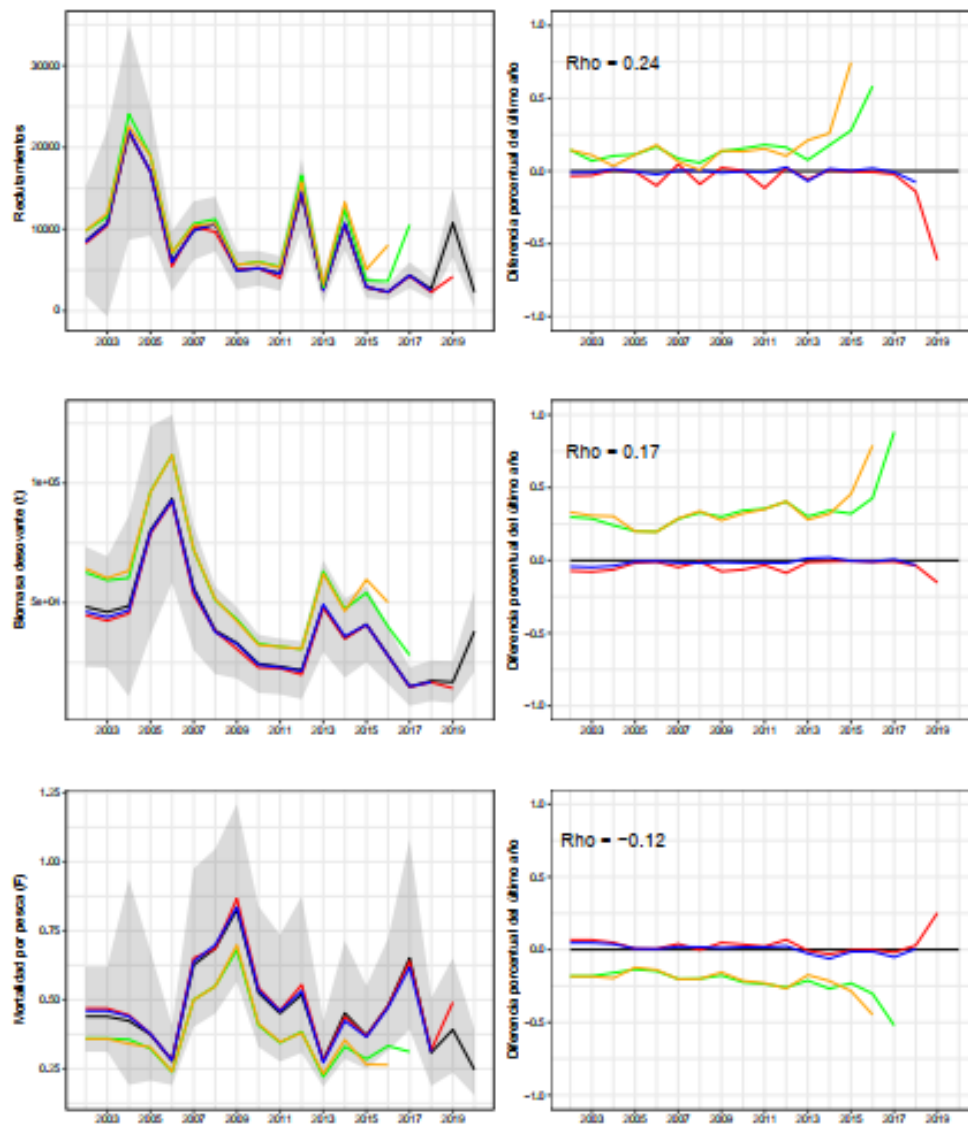 Reclutamientos
30000
20000
10000
0
2003 2005 2007 2009 2011 2013 2015 2017 2019
Diferencia porcentual del último año
1.0
0.5
0.0
−0.5
−1.0
Rho = 0.24
2003 2005 2007 2009 2011 2013 2015 2017 2019
Biomasa desovante (t)
1e+05
5e+04
2003 2005 2007 2009 2011 2013 2015 2017 2019
Diferencia porcentual del último año
1.0
0.5
0.0
−0.5
−1.0
Rho = 0.17
2003 2005 2007 2009 2011 2013 2015 2017 2019
Mortalidad por pesca (F)
1.25
1.00
0.75
0.50
0.25
2003 2005 2007 2009 2011 2013 2015 2017 2019
Diferencia porcentual del último año
1.0
0.5
0.0
−0.5
−1.0
Rho = −0.12
2003 2005 2007 2009 2011 2013 2015 2017 2019